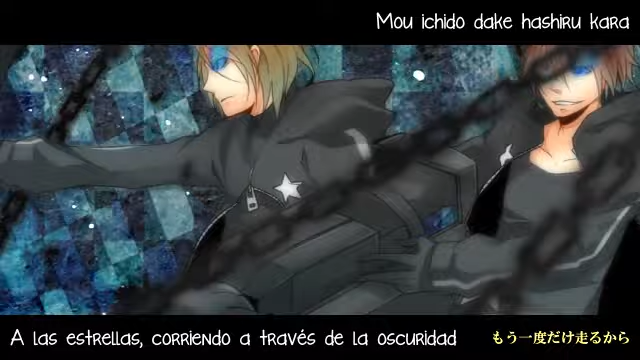 Mou ichido dake hashiru kara
A las estrellas, corriendo a través de la oscuridad
もう一度だけ走るから